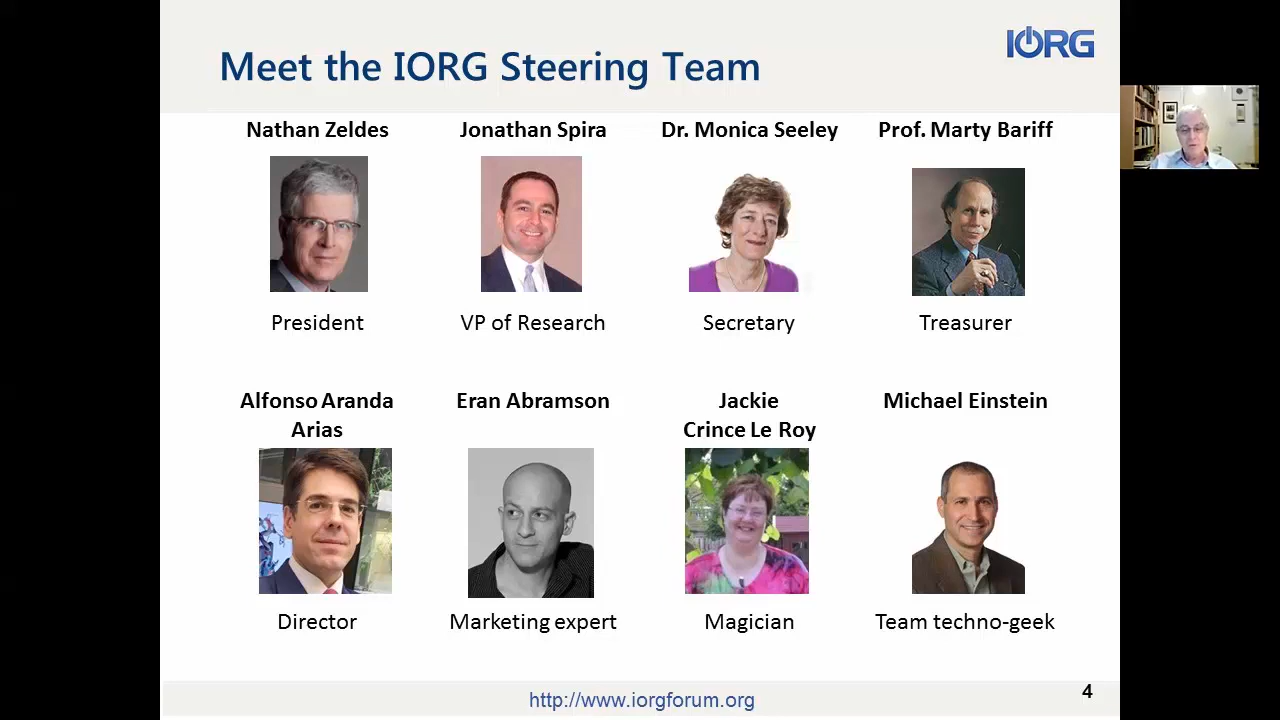 Meet the IORG Steering Team
IORG
Nathan Zeldes
Jonathan Spira
Dr. Monica Seeley
Prof. Marty Bariff
President
VP of Research
Secretary
Treasurer
Alfonso Aranda
Arias
Eran Abramson
Jackie
Crince Le Roy
Michael Einstein
Director
Marketing expert
Magician
Team techno-geek
http://www.iorgforum.org
4